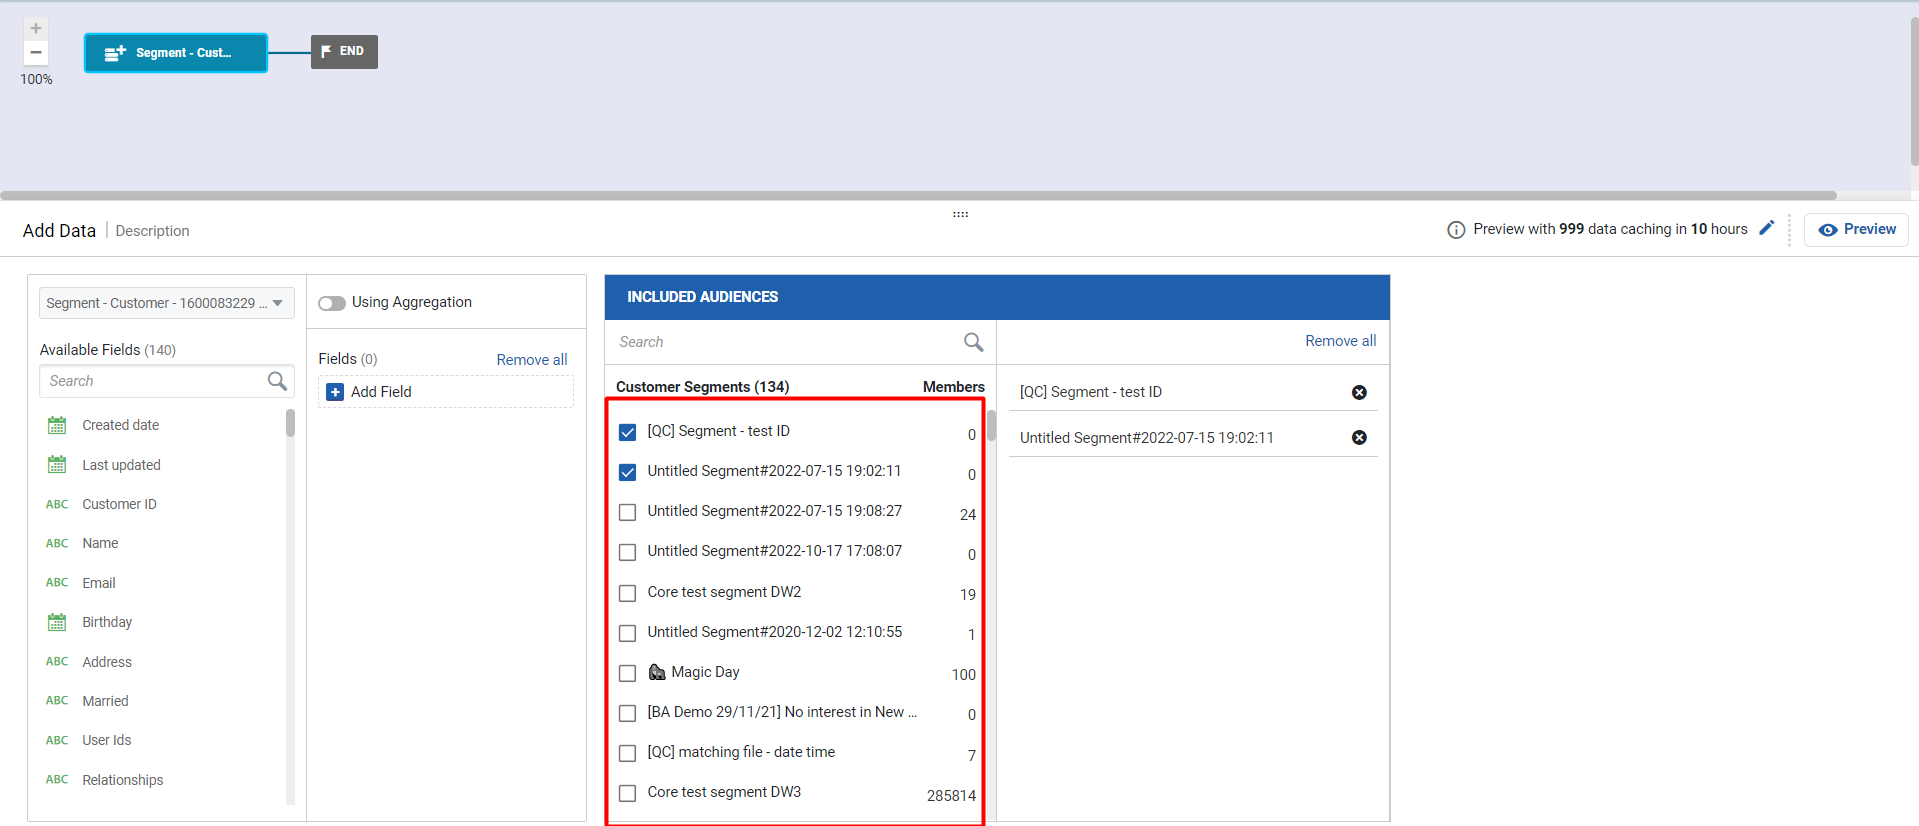 +
−
100%
Segment - Cust...
END
Add Data
Description
Preview with 999 data caching in 10 hours
Preview
Segment - Customer - 1600083229 ...
Available Fields (140)
Search
Created date
Last updated
ABC Customer ID
ABC Name
ABC Email
Birthday
ABC Address
ABC Married
ABC User Ids
ABC Relationships
Using Aggregation
Fields (0)
Remove all
Add Field
INCLUDED AUDIENCES
Search
Customer Segments (134)
Members
[QC] Segment - test ID 0
Untitled Segment#2022-07-15 19:02:11 0
Untitled Segment#2022-07-15 19:08:27 24
Untitled Segment#2022-10-17 17:08:07 0
Core test segment DW2 19
Untitled Segment#2020-12-02 12:10:55 1
Magic Day 100
[BA Demo 29/11/21] No interest in New ... 0
[QC] matching file - date time 7
Core test segment DW3 285814
Remove all
[QC] Segment - test ID
Untitled Segment#2022-07-15 19:02:11